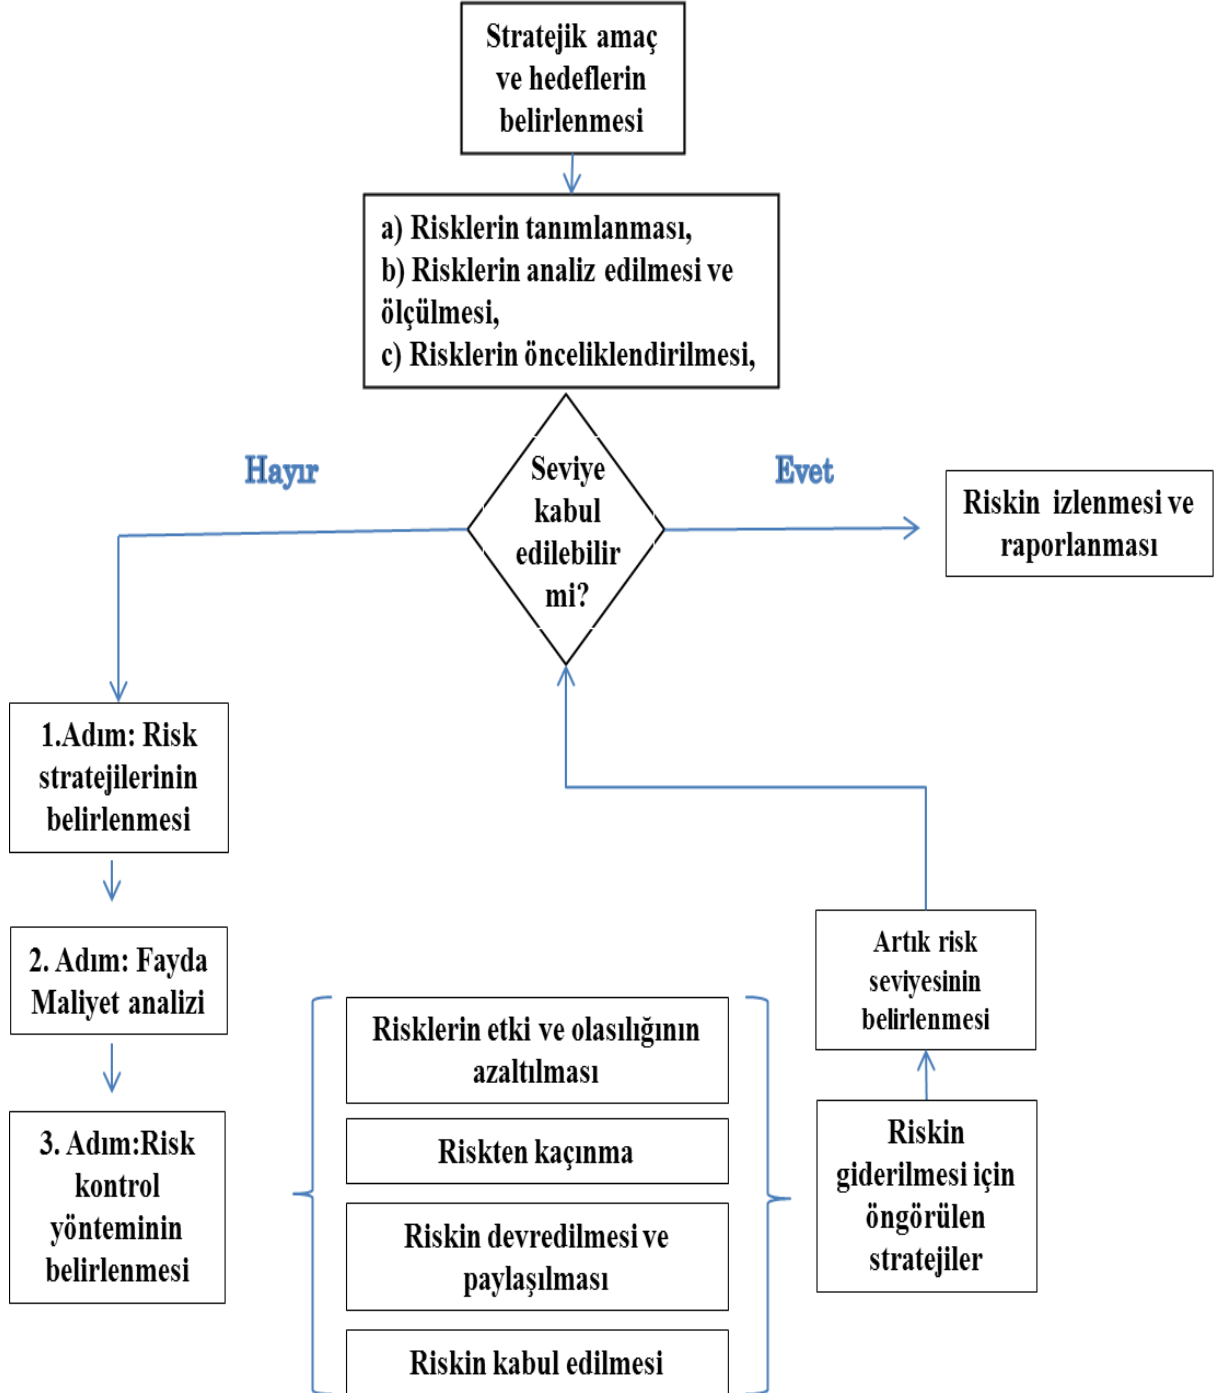 Stratejik amaç
ve hedeflerin
belirlenmesi
a) Risklerin tanımlanması,
b) Risklerin analiz edilmesi ve
ölçülmesi,
c) Risklerin önceliklendirilmesi,
Hayır
Seviye
kabul
edilebilir
mi?
Evet
Riskin izlenmesi ve
raporlanması
1.Adım: Risk
stratejilerinin
belirlenmesi
2. Adım: Fayda
Maliyet analizi
3. Adım:Risk
kontrol
yönteminin
belirlenmesi
Risklerin etki ve olasılığının
azaltılması
Riskten kaçınma
Riskin devredilmesi ve
paylaşılması
Riskin kabul edilmesi
Riskin
giderilmesi için
öngörülen
stratejiler
Artık risk
seviyesinin
belirlenmesi